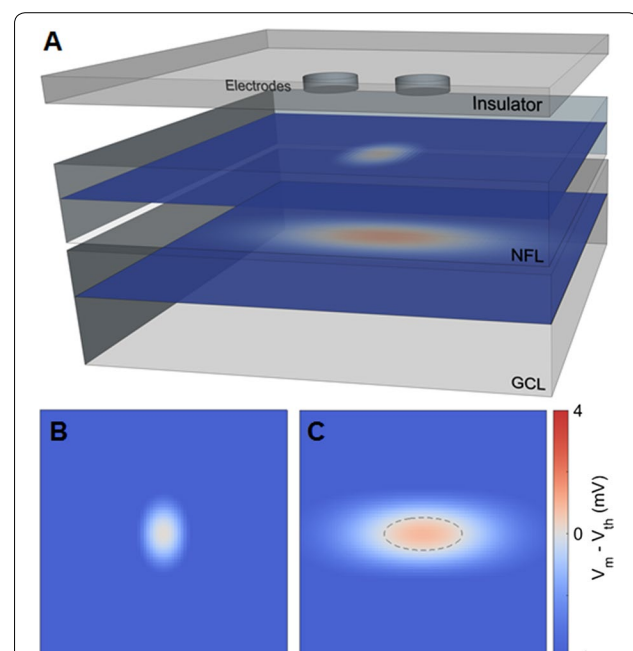 A
Electrodes
Insulator
NFL
GCL
B
C
4
0
V_m - V_th (mV)